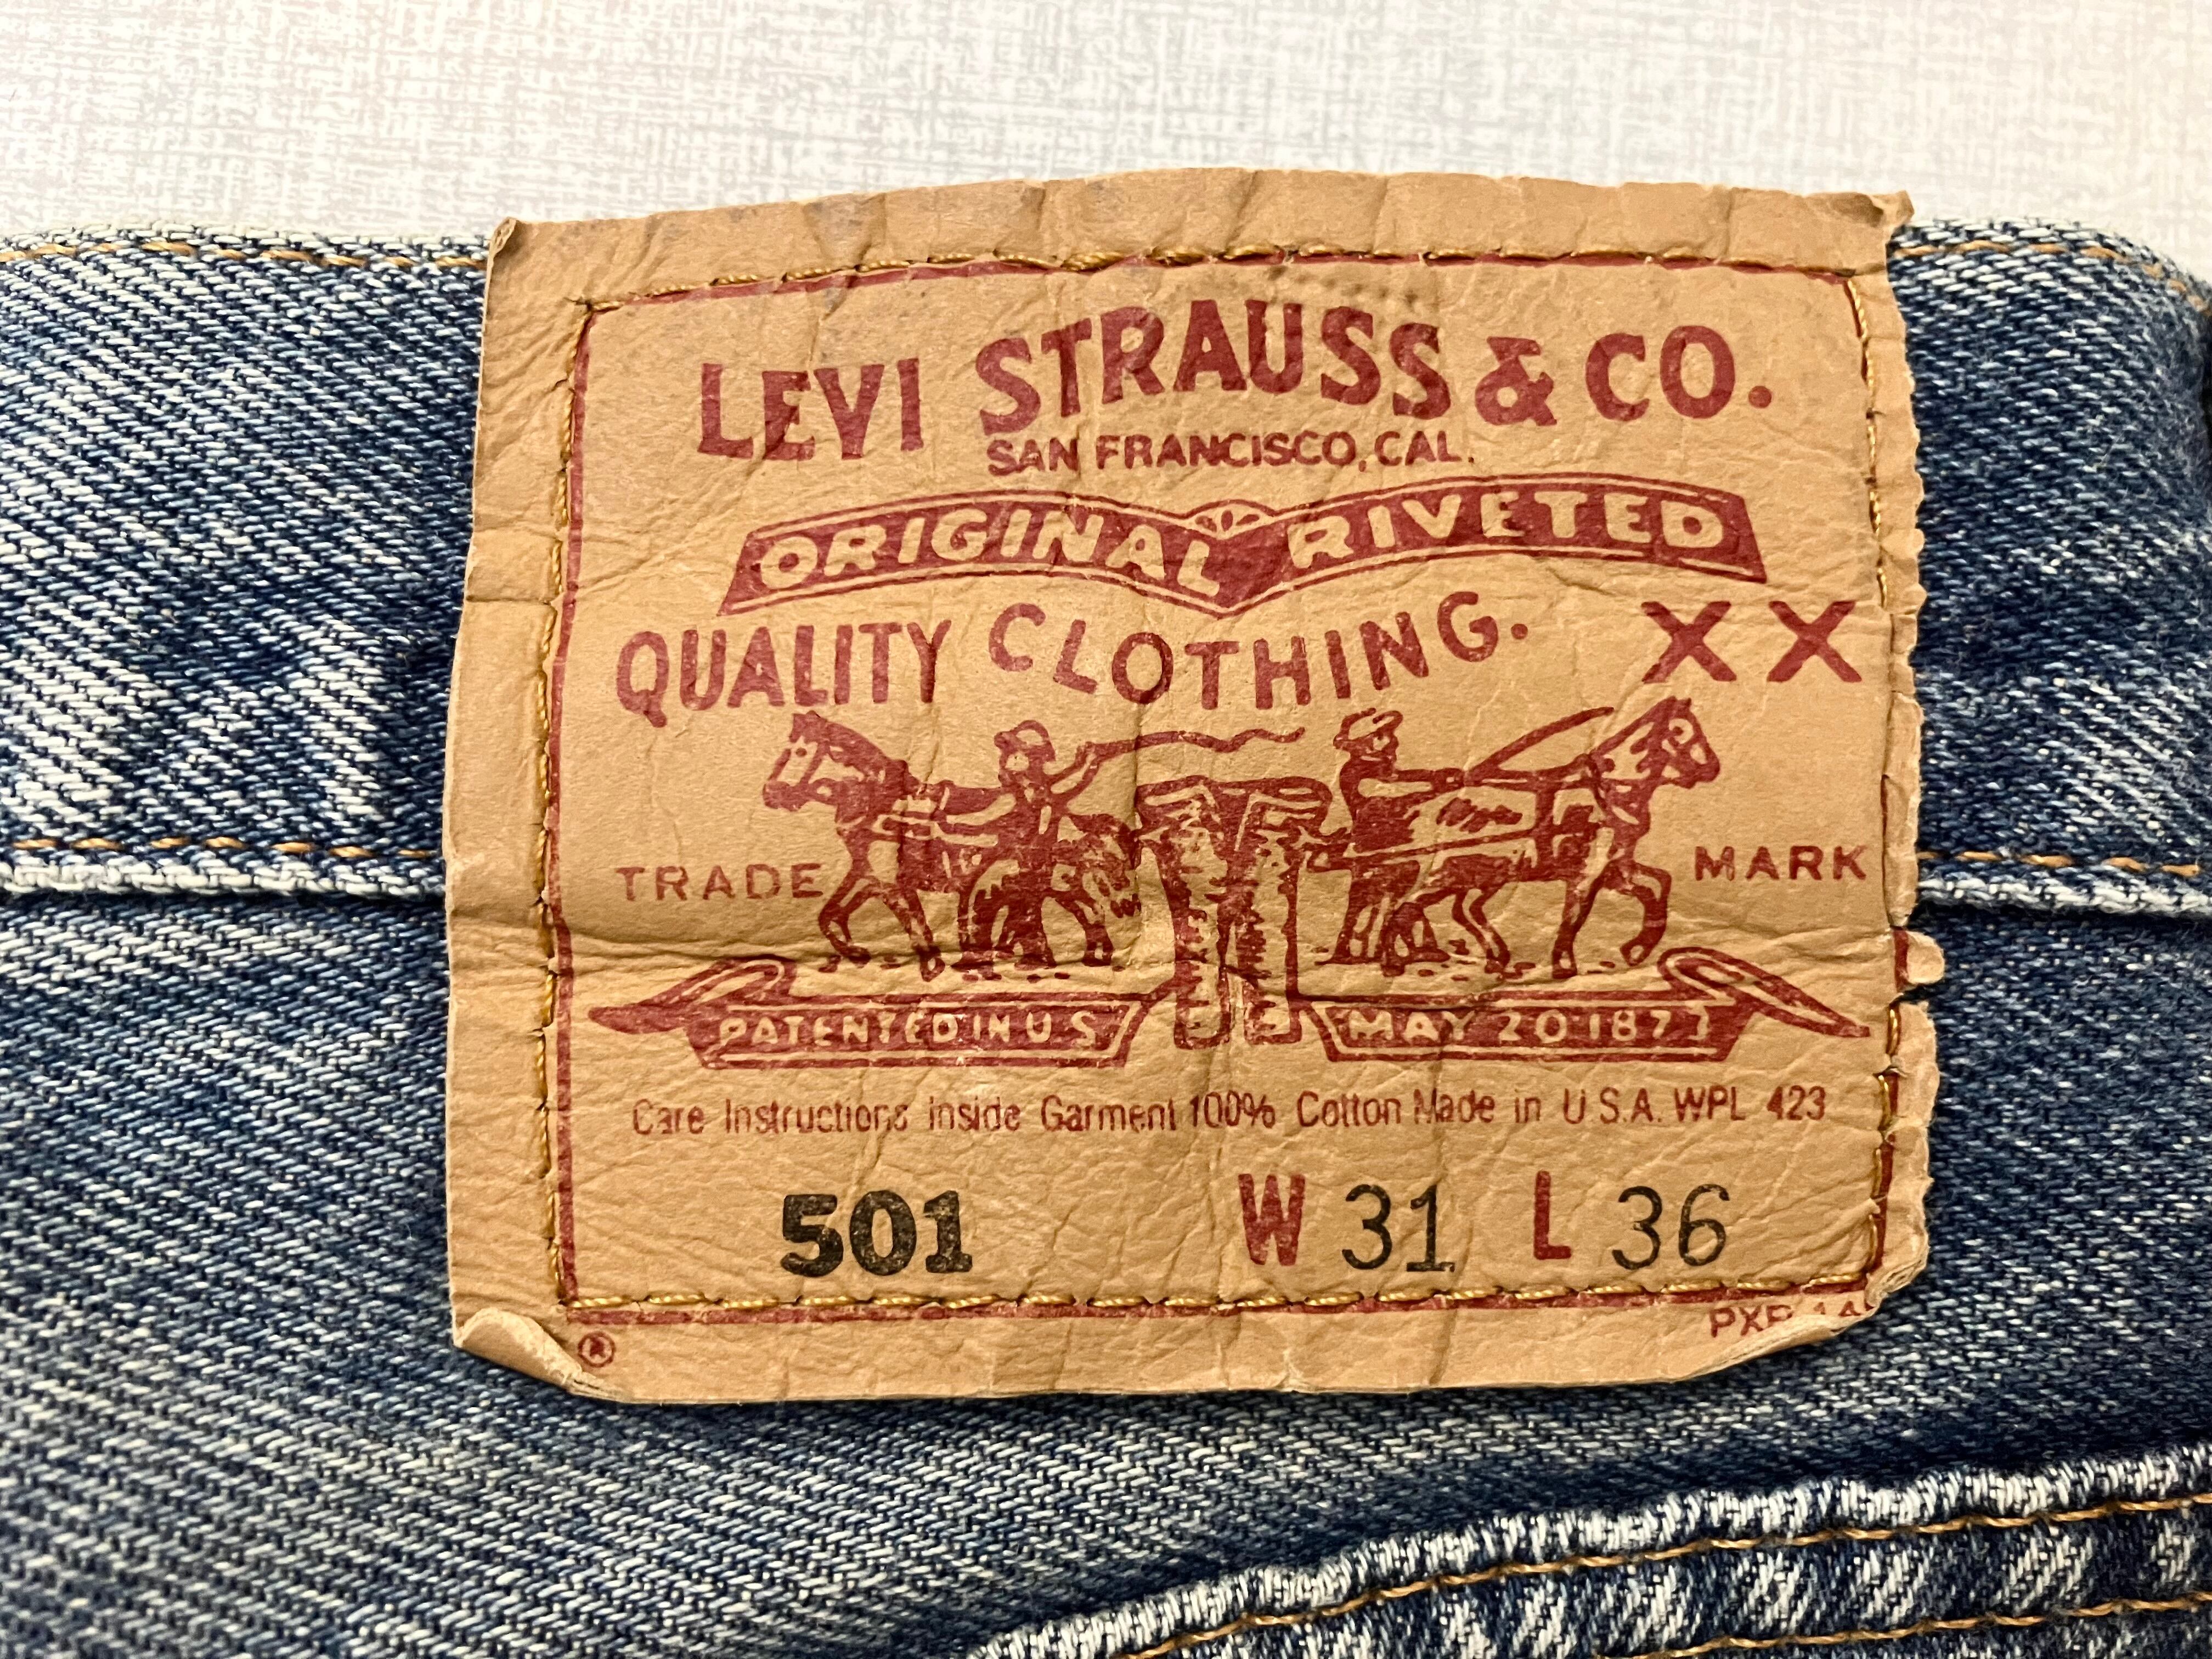 LEVI STRAUSS & CO.
SAN FRANCISCO, CAL.
ORIGINAL RIVETED
QUALITY CLOTHING. XX
TRADE MARK
PATENTED IN U S MAY 20 1873
Care Instructions inside Garment 100% Cotton Made in U S.A. WPL 423
501 W 31 L 36
®